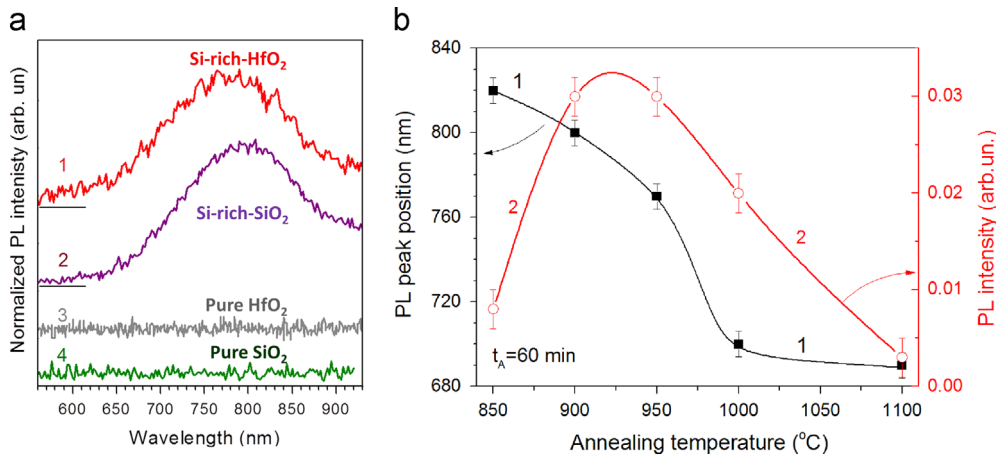 a
Normalized PL intenisty (arb. un)
Si-rich-HfO2
1
Si-rich-SiO2
2
Pure HfO2
3
Pure SiO2
4
600 650 700 750 800 850 900
Wavelength (nm)
b
PL peak position (nm)
840
800
760
720
680
1
2
2
1
tA=60 min
0.03
0.02
0.01
0.00
PL intensity (arb.un.)
850 900 950 1000 1050 1100
Annealing temperature (°C)